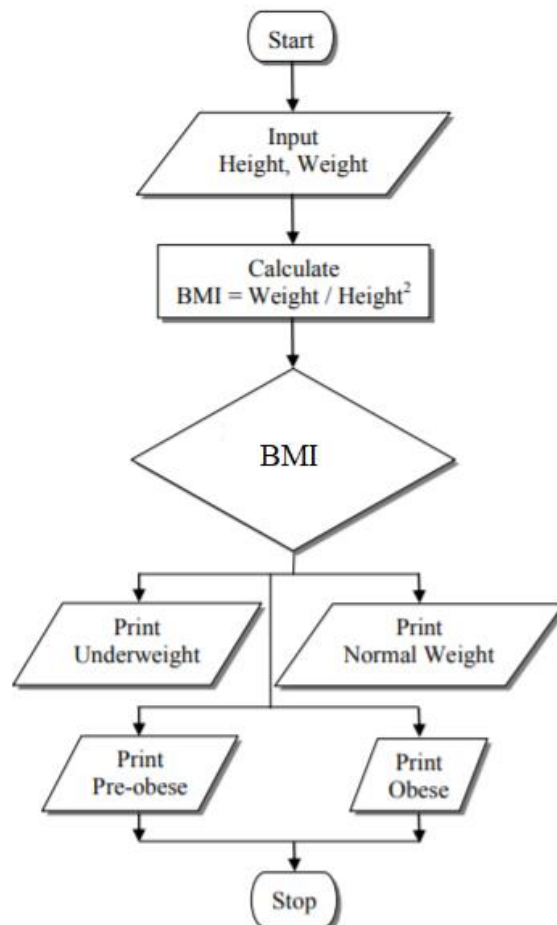 Start
Input
Height, Weight
Calculate
BMI = Weight / Height²
BMI
Print
Underweight
Print
Normal Weight
Print
Pre-obese
Print
Obese
Stop